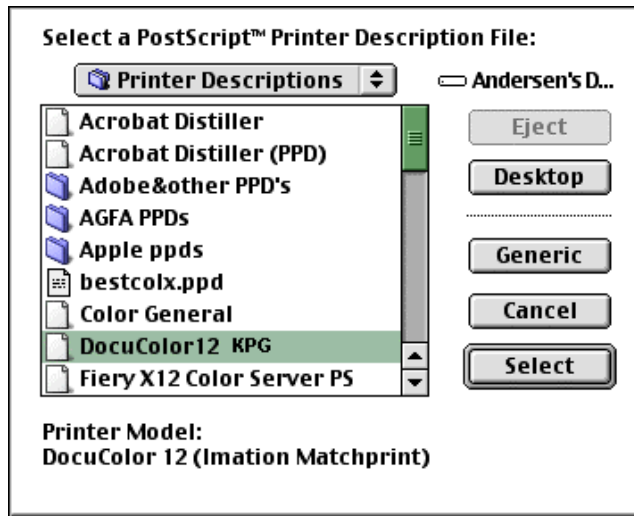 Select a PostScript™ Printer Description File:
Printer Descriptions
Andersen's D...
Acrobat Distiller
Acrobat Distiller (PPD)
Adobe&other PPD's
AGFA PPDs
Apple ppds
bestcolx.ppd
Color General
DocuColor12 KPG
Fiery X12 Color Server PS
Eject
Desktop
Generic
Cancel
Select
Printer Model:
DocuColor 12 (Imation Matchprint)